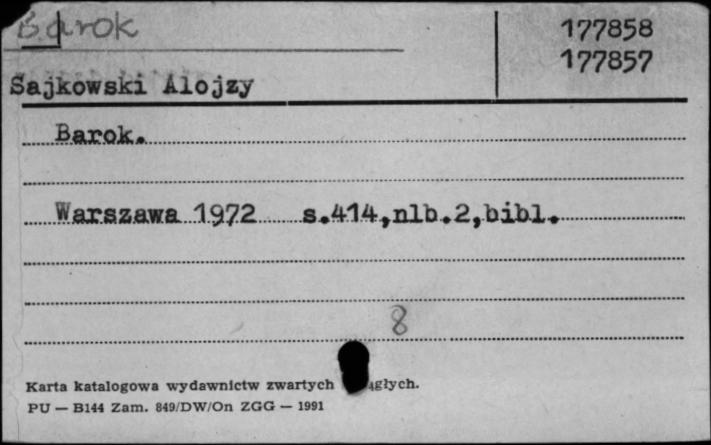 Barok
177858
177857
Sajkowski Alojzy
Barok.
Warszawa 1972 s.414,nlb.2,bibl.
8
Karta katalogowa wydawnictw zwartych
PU — B144 Zam. 849/DW/On ZGG — 1991